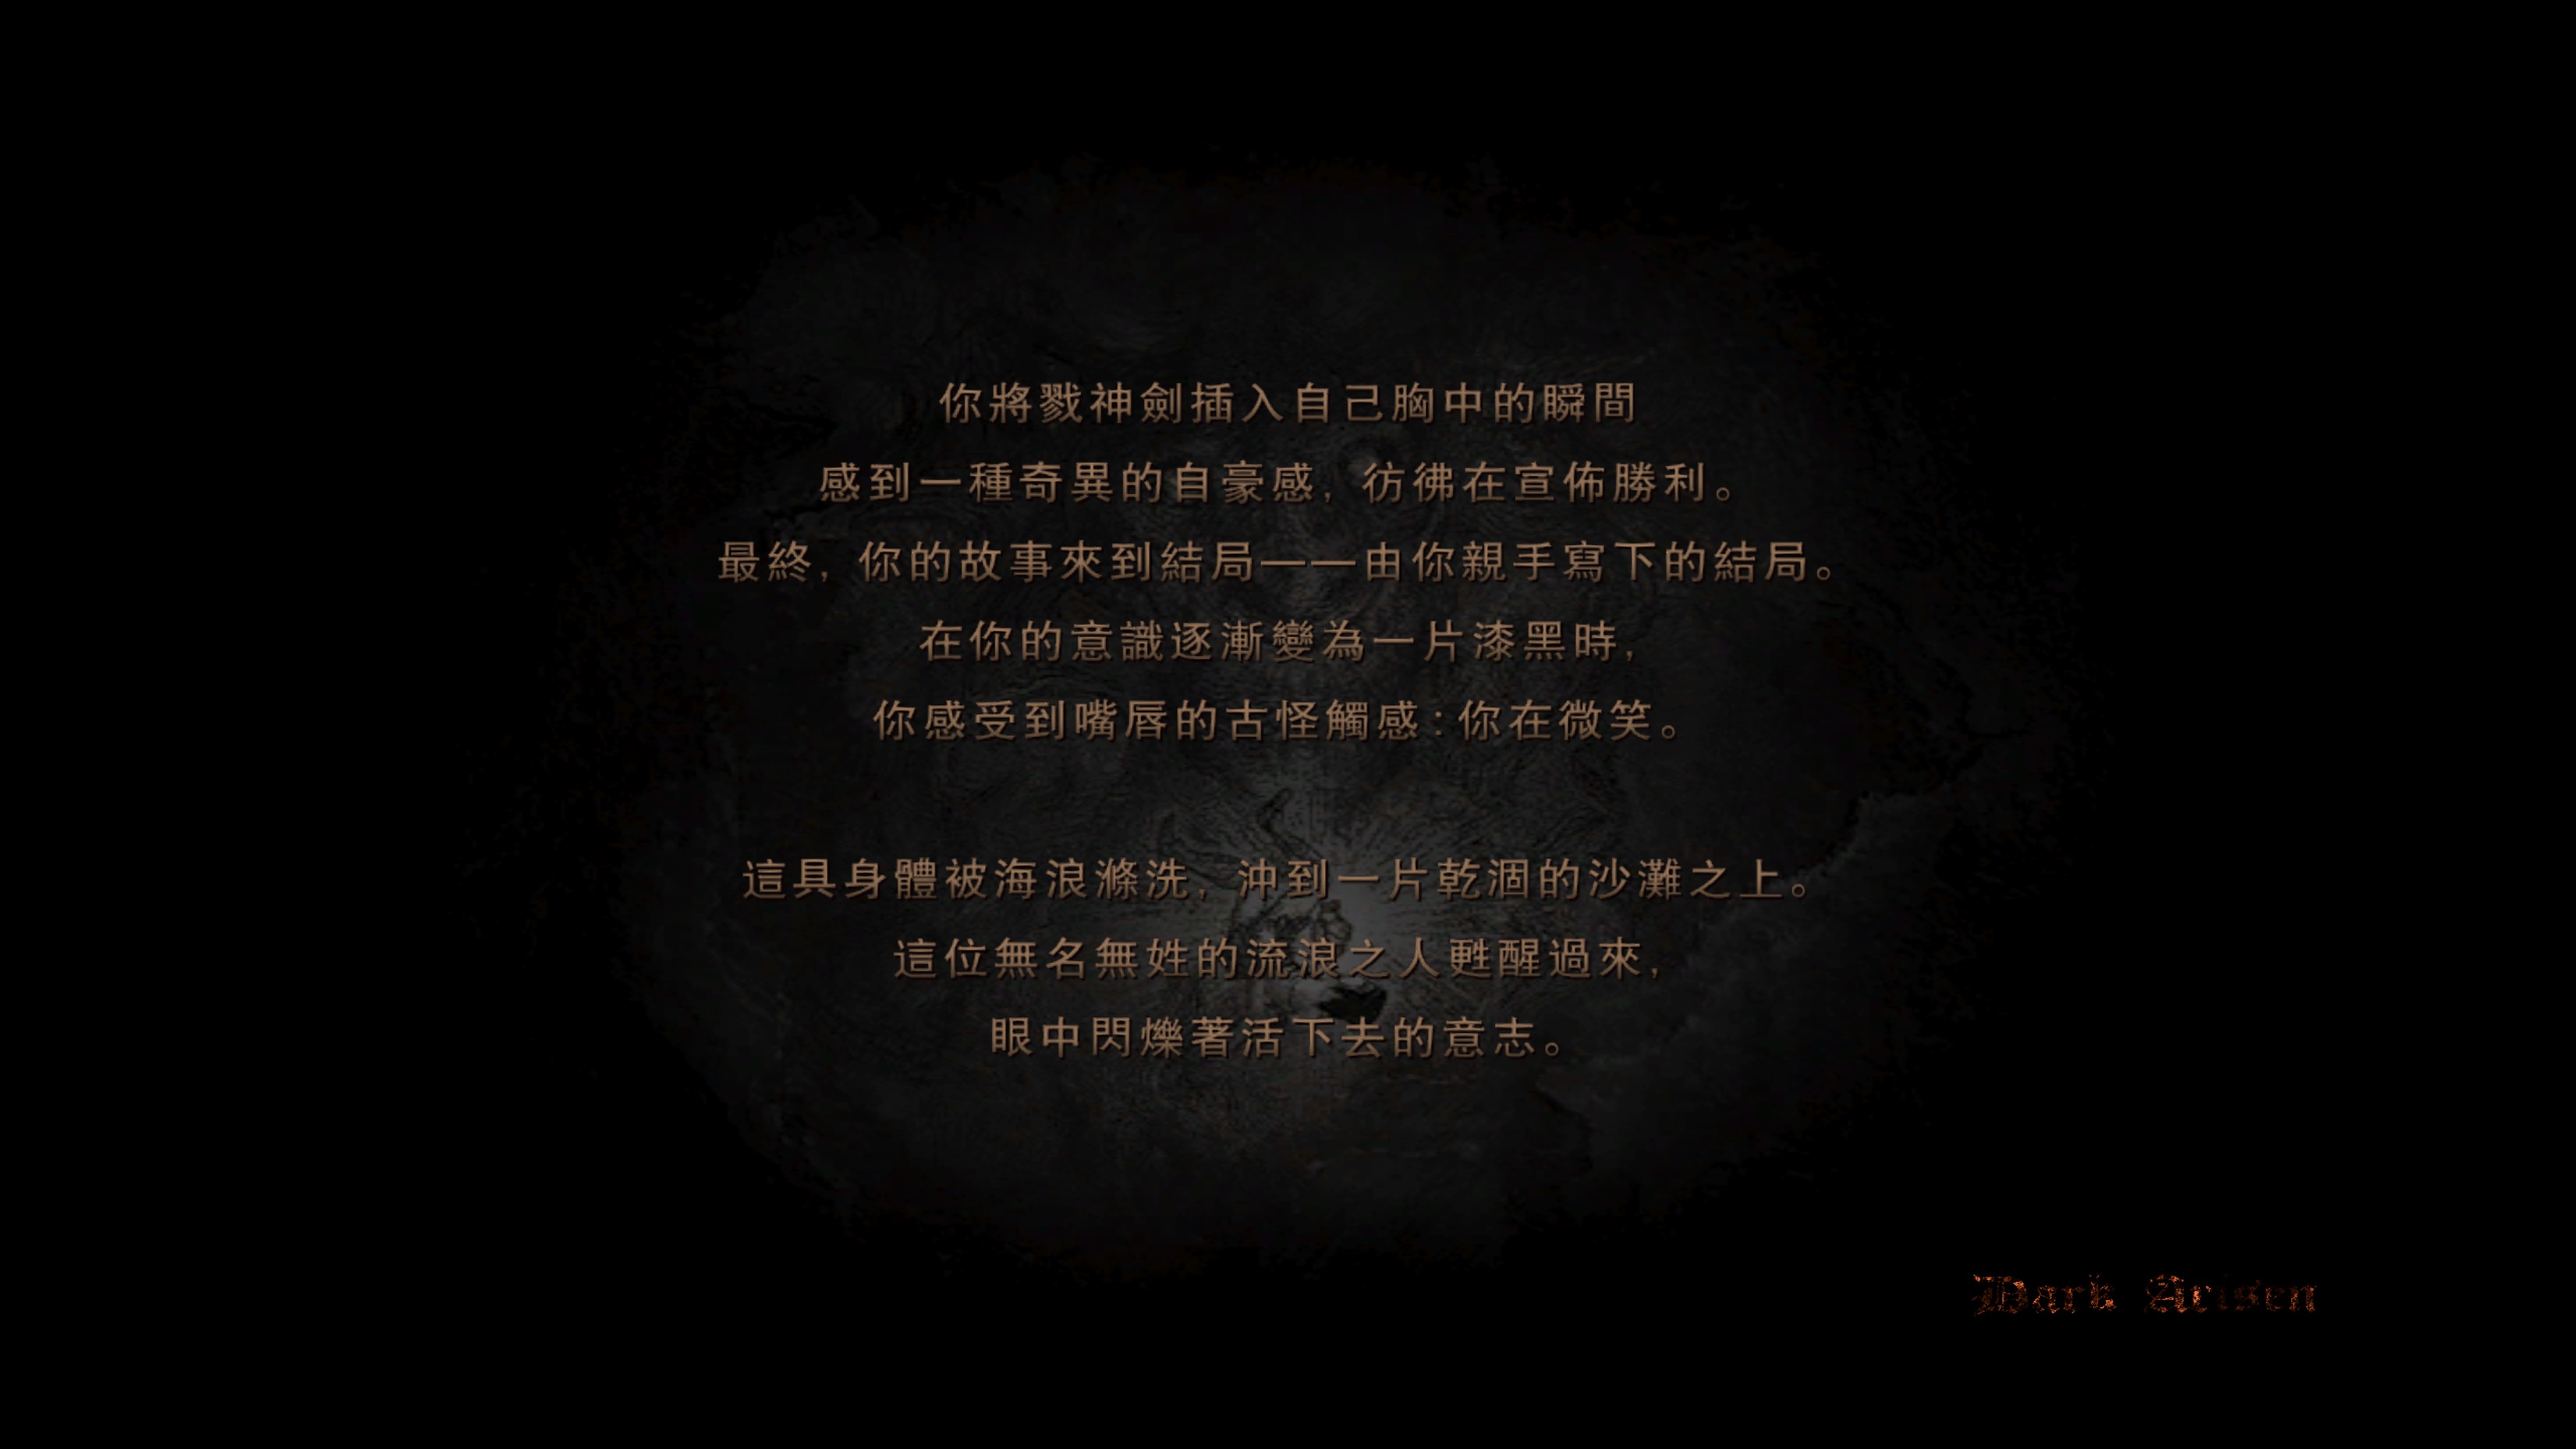 你將戮神劍插入自己胸中的瞬間
感到一種奇異的自豪感，彷彿在宣佈勝利。
最終，你的故事來到結局——由你親手寫下的結局。
在你的意識逐漸變為一片漆黑時，
你感受到嘴唇的古怪觸感：你在微笑。
這具身體被海浪滌洗，沖到一片乾涸的沙灘之上。
這位無名無姓的流浪之人甦醒過來，
眼中閃爍著活下去的意志。
Dark Arisen